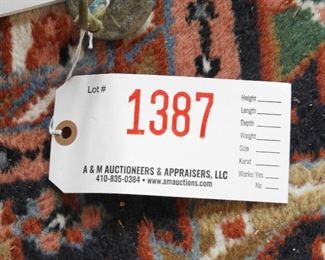 Lot #
1387
Height
Length
Depth
Weight
Size
Karat
Works: Yes
No
A & M AUCTIONEERS & APPRAISERS, LLC
410-835-0384 • www.amauctions.com